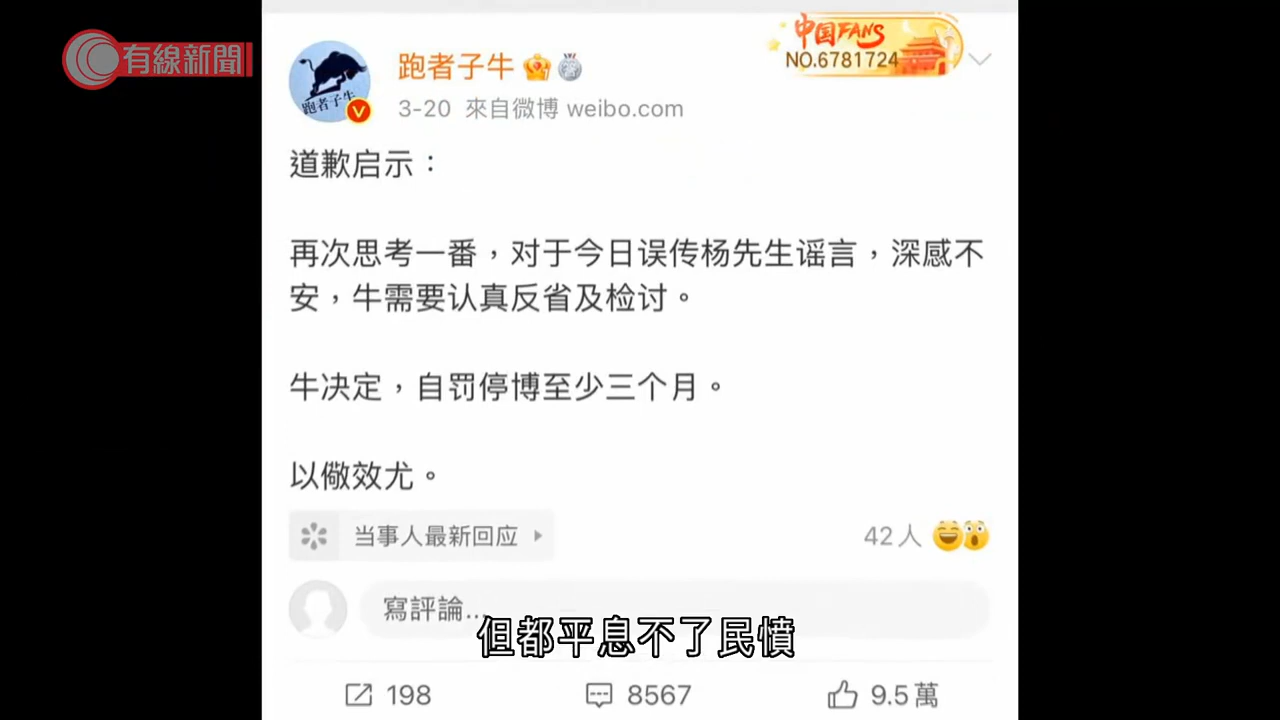 有線新聞
中国FANS
NO.6781724
跑者子牛
跑者子牛
3-20 來自微博 weibo.com
道歉启示：
再次思考一番，对于今日误传杨先生谣言，深感不
安，牛需要认真反省及检讨。
牛决定，自罚停博至少三个月。
以儆效尤。
当事人最新回应
42人
寫評論...
但都平息不了民憤
198
8567
9.5萬